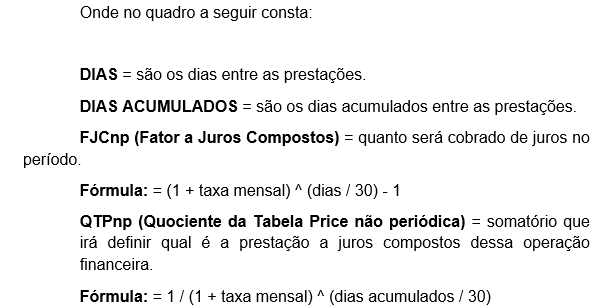 Onde no quadro a seguir consta:
DIAS = são os dias entre as prestações.
DIAS ACUMULADOS = são os dias acumulados entre as prestações.
FJCnp (Fator a Juros Compostos) = quanto será cobrado de juros no
período.
Fórmula: = (1 + taxa mensal) ^ (dias / 30) - 1
QTPnp (Quociente da Tabela Price não periódica) = somatório que
irá definir qual é a prestação a juros compostos dessa operação
financeira.
Fórmula: = 1 / (1 + taxa mensal) ^ (dias acumulados / 30)